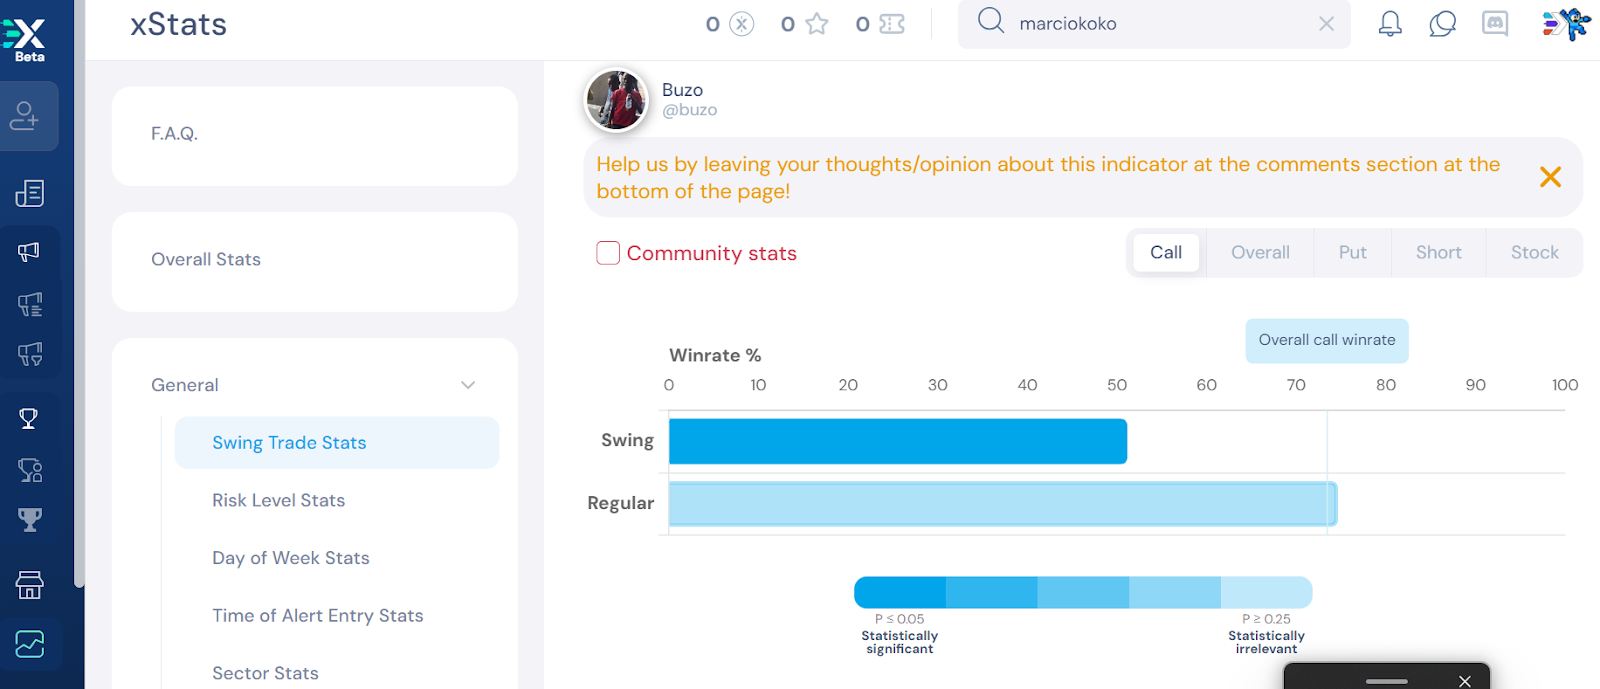 X
Beta
xStats
0
0
0
marciokoko
F.A.Q.
Overall Stats
General
Swing Trade Stats
Risk Level Stats
Day of Week Stats
Time of Alert Entry Stats
Sector Stats
Buzo
@buzo
Help us by leaving your thoughts/opinion about this indicator at the comments section at the
bottom of the page!
Community stats
Call Overall Put Short Stock
Overall call winrate
Winrate %
0 10 20 30 40 50 60 70 80 90 100
Swing
Regular
P ≤ 0.05
Statistically
significant
P ≥ 0.25
Statistically
irrelevant